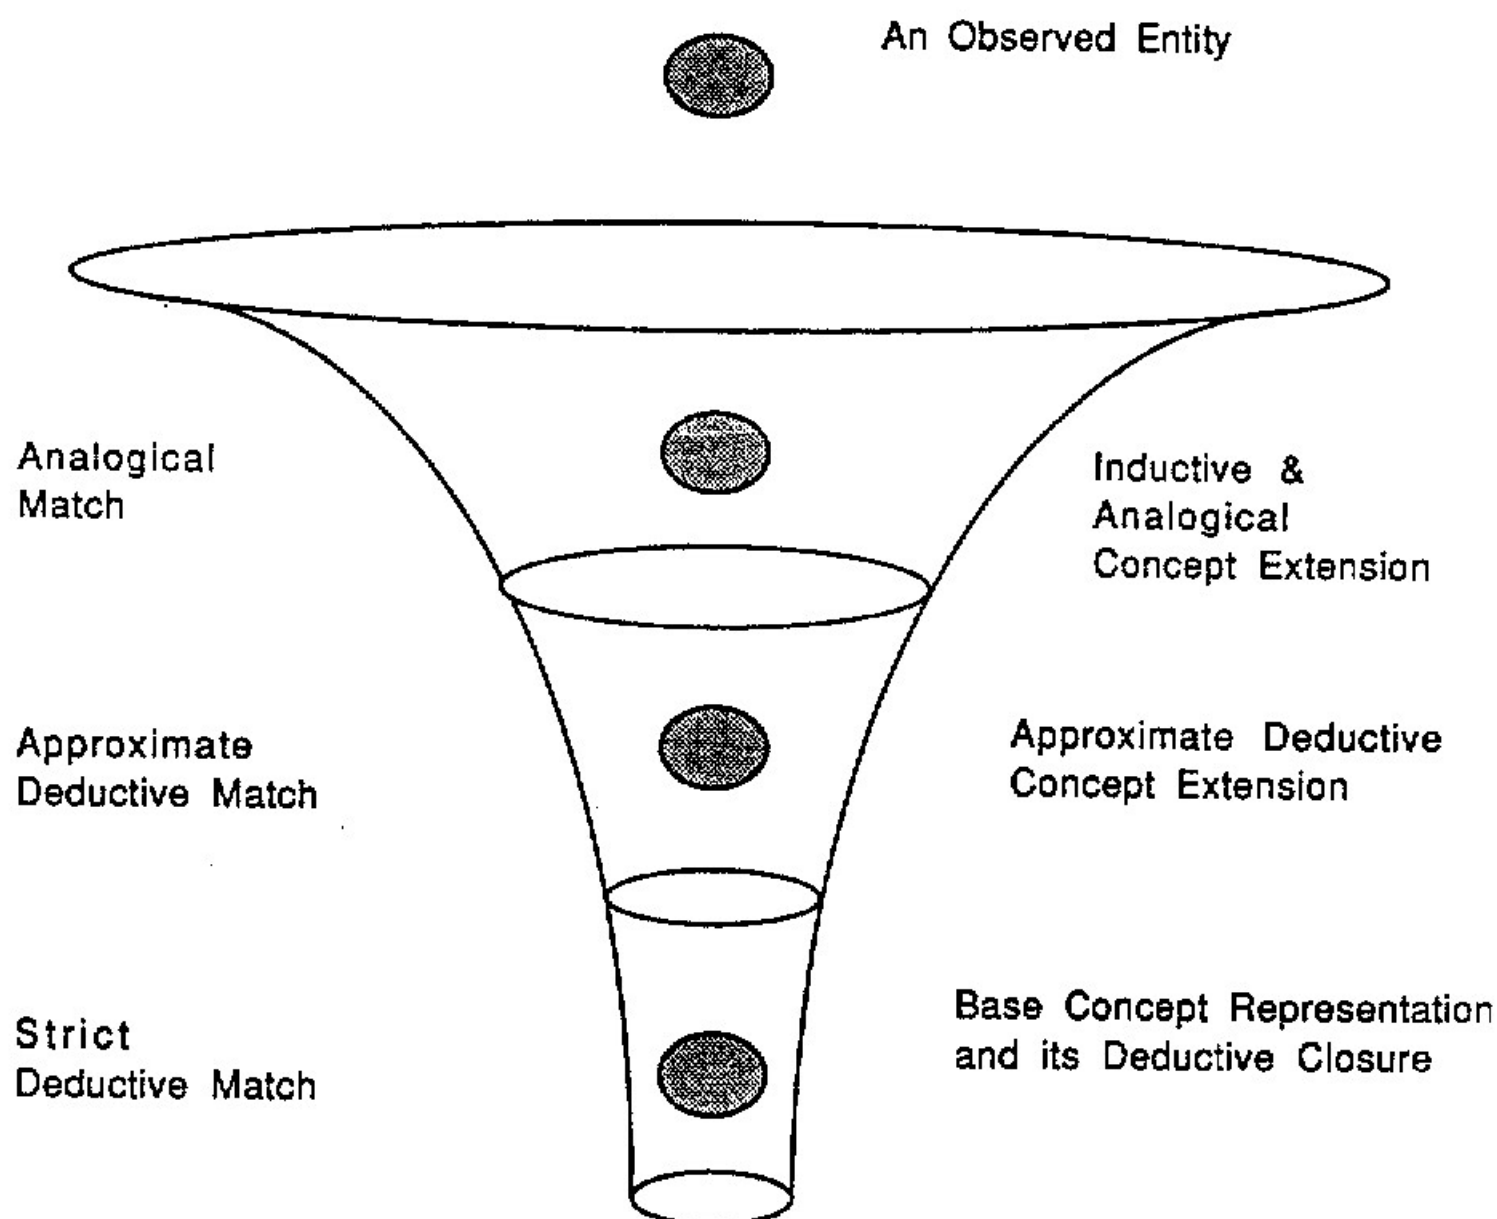 An Observed Entity
Analogical
Match
Inductive &
Analogical
Concept Extension
Approximate
Deductive Match
Approximate Deductive
Concept Extension
Strict
Deductive Match
Base Concept Representation
and its Deductive Closure